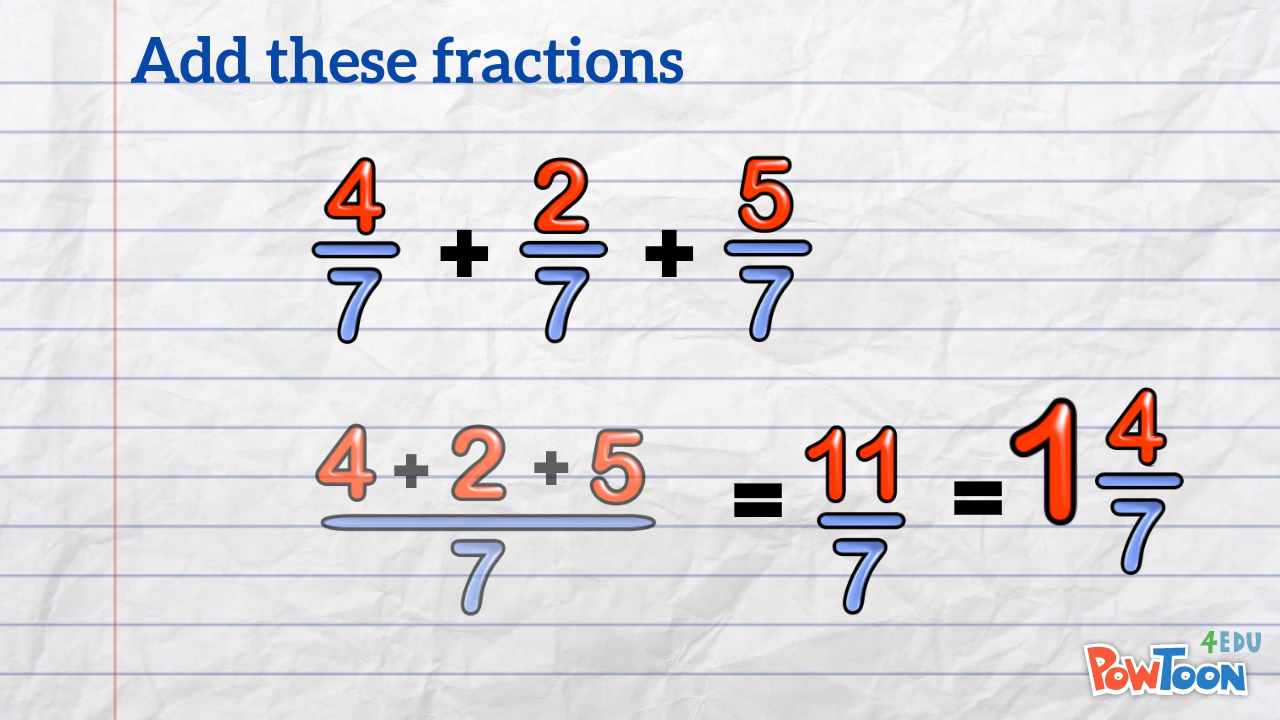 Add these fractions
4/7 + 2/7 + 5/7
4 + 2 + 5/7 = 11/7 = 1 4/7
4EDU
PowToon